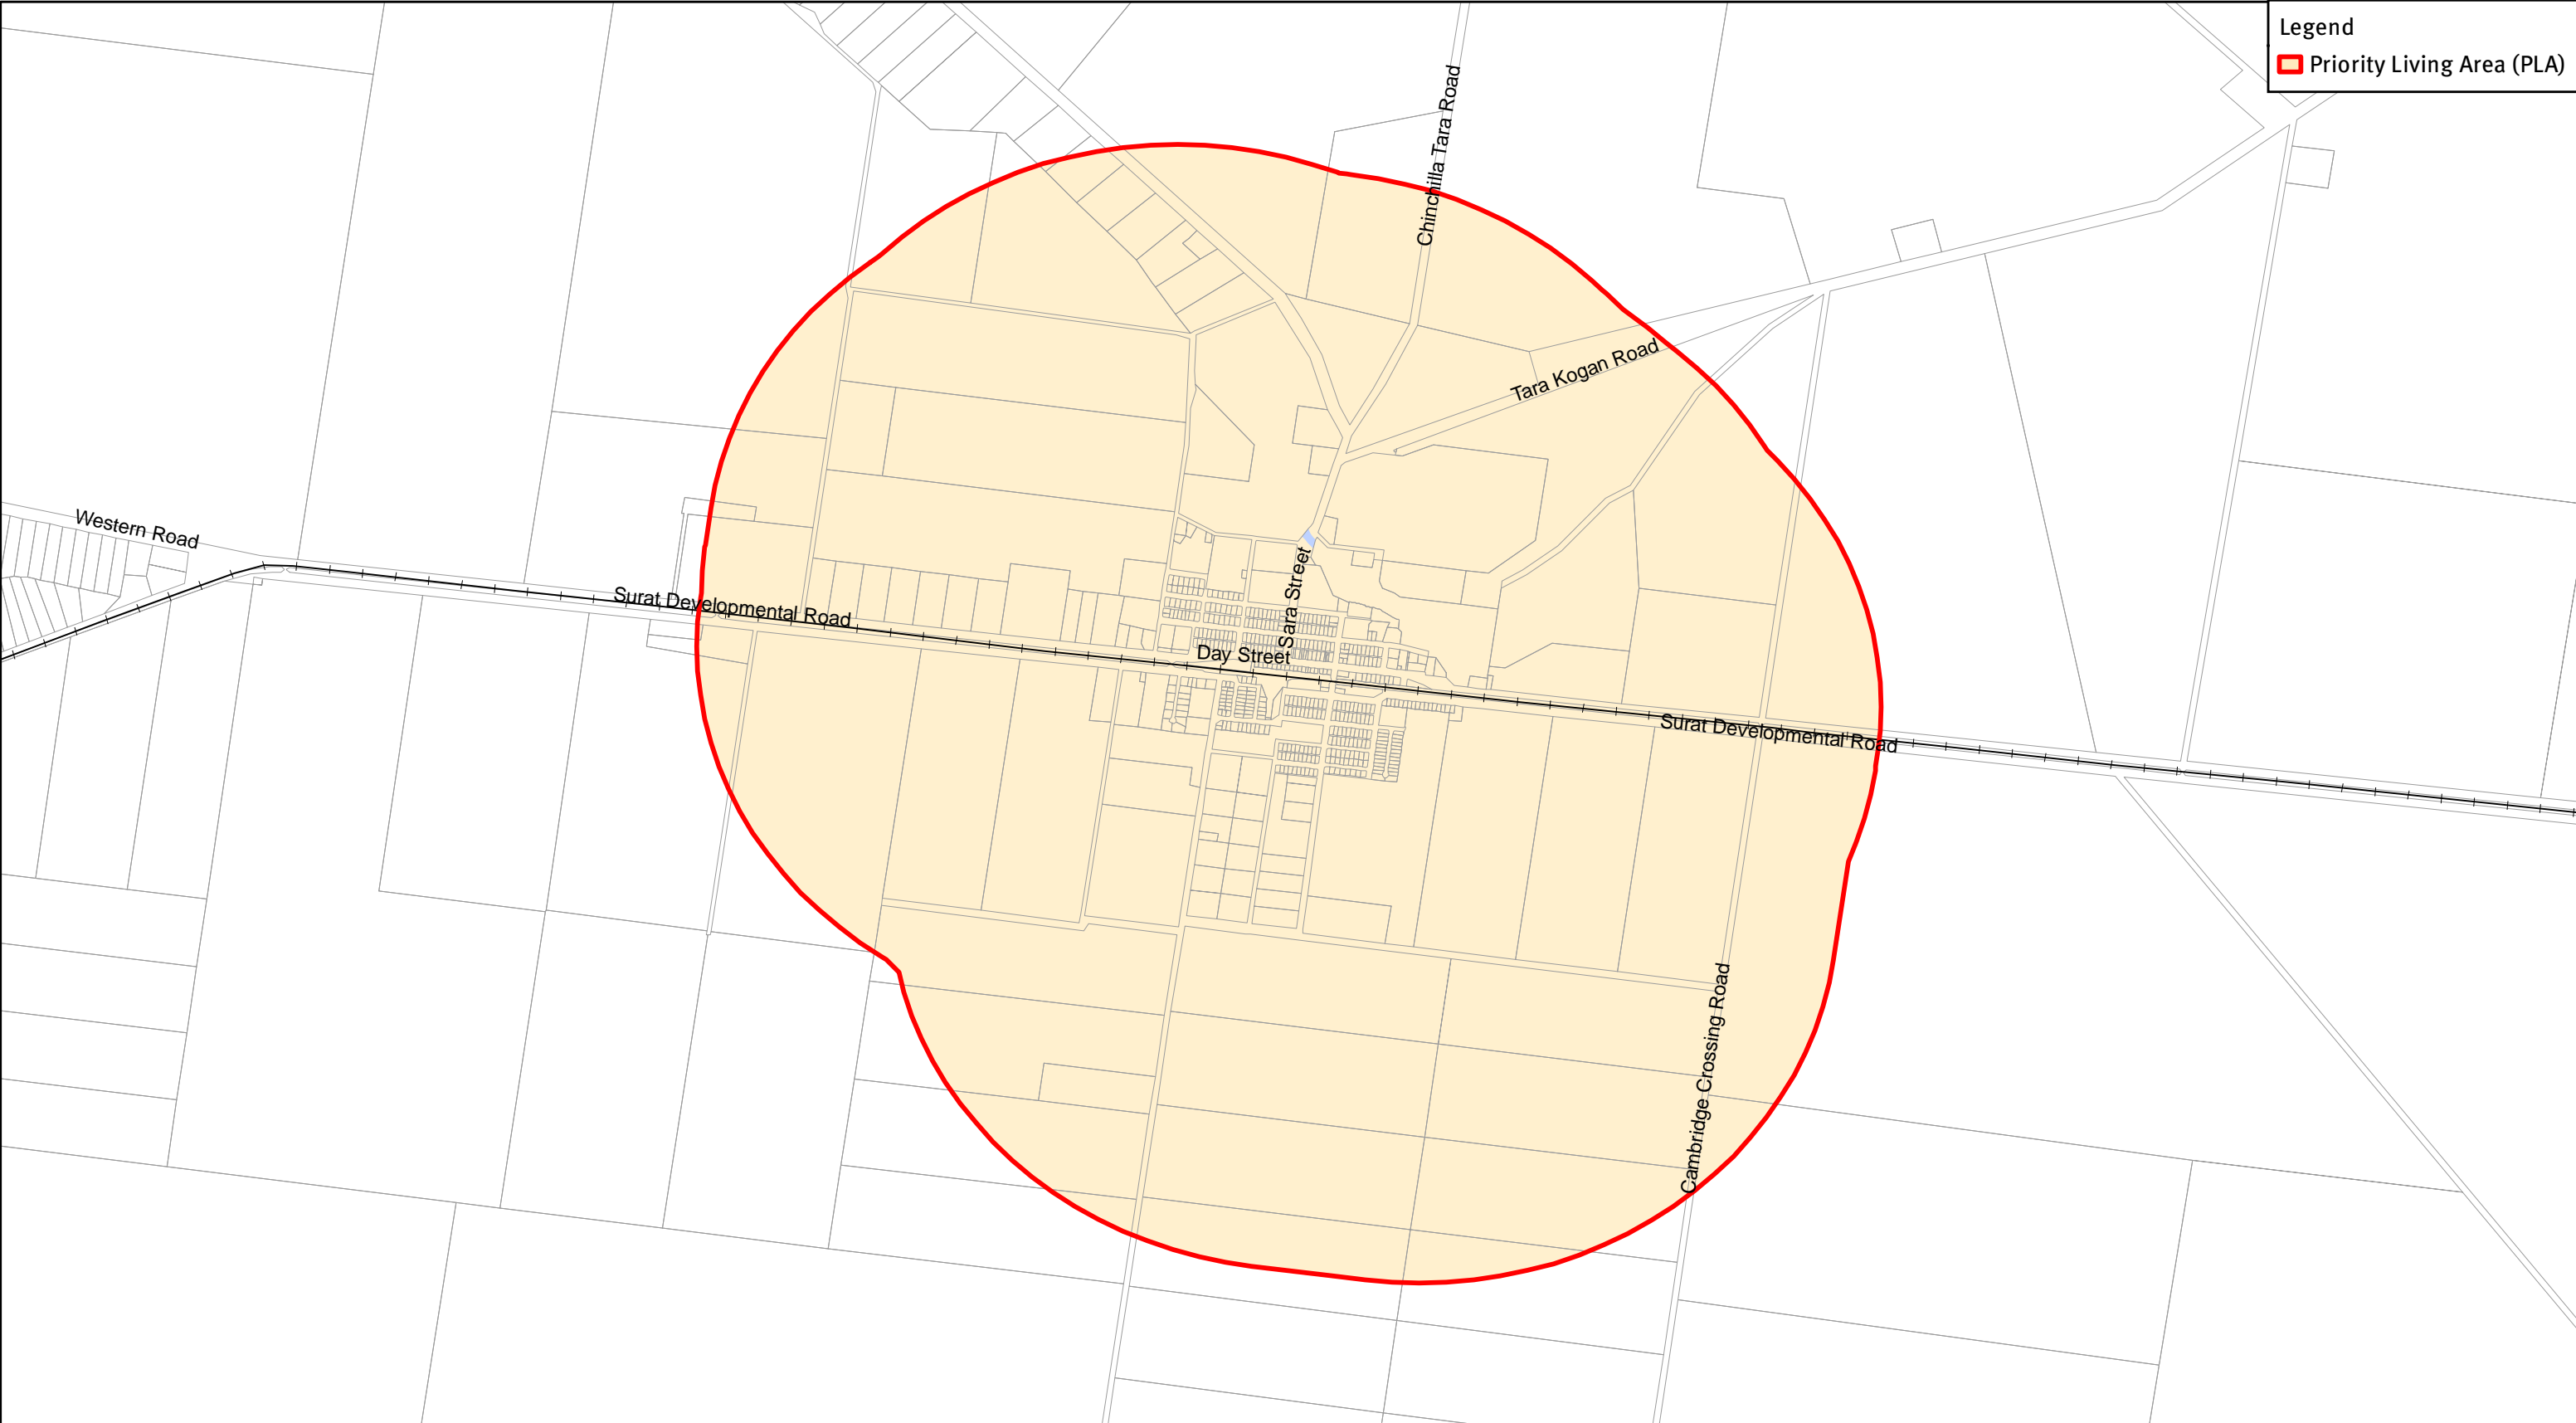 Legend
Priority Living Area (PLA)
Chinchilla Tara Road
Tara Kogan Road
Western Road
Sara Street
Surat Developmental Road
Day Street
Surat Developmental Road
Cambridge Crossing Road